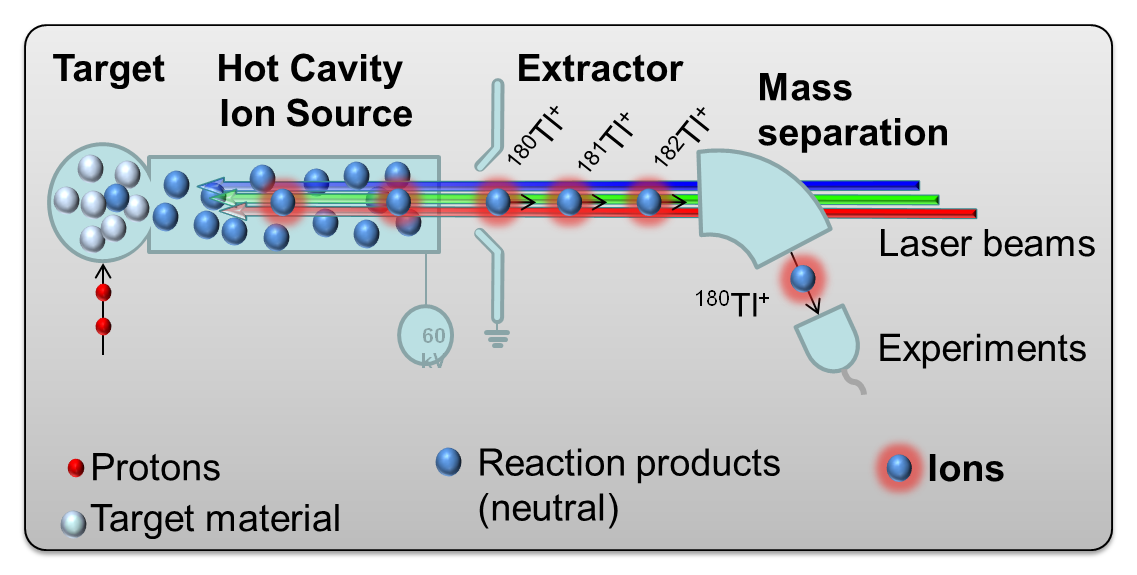 Target
Hot Cavity
Ion Source
Extractor
Mass
separation
180Tl+
181Tl+
182Tl+
Laser beams
180Tl+
60
kV
Experiments
Protons
Target material
Reaction products
(neutral)
Ions